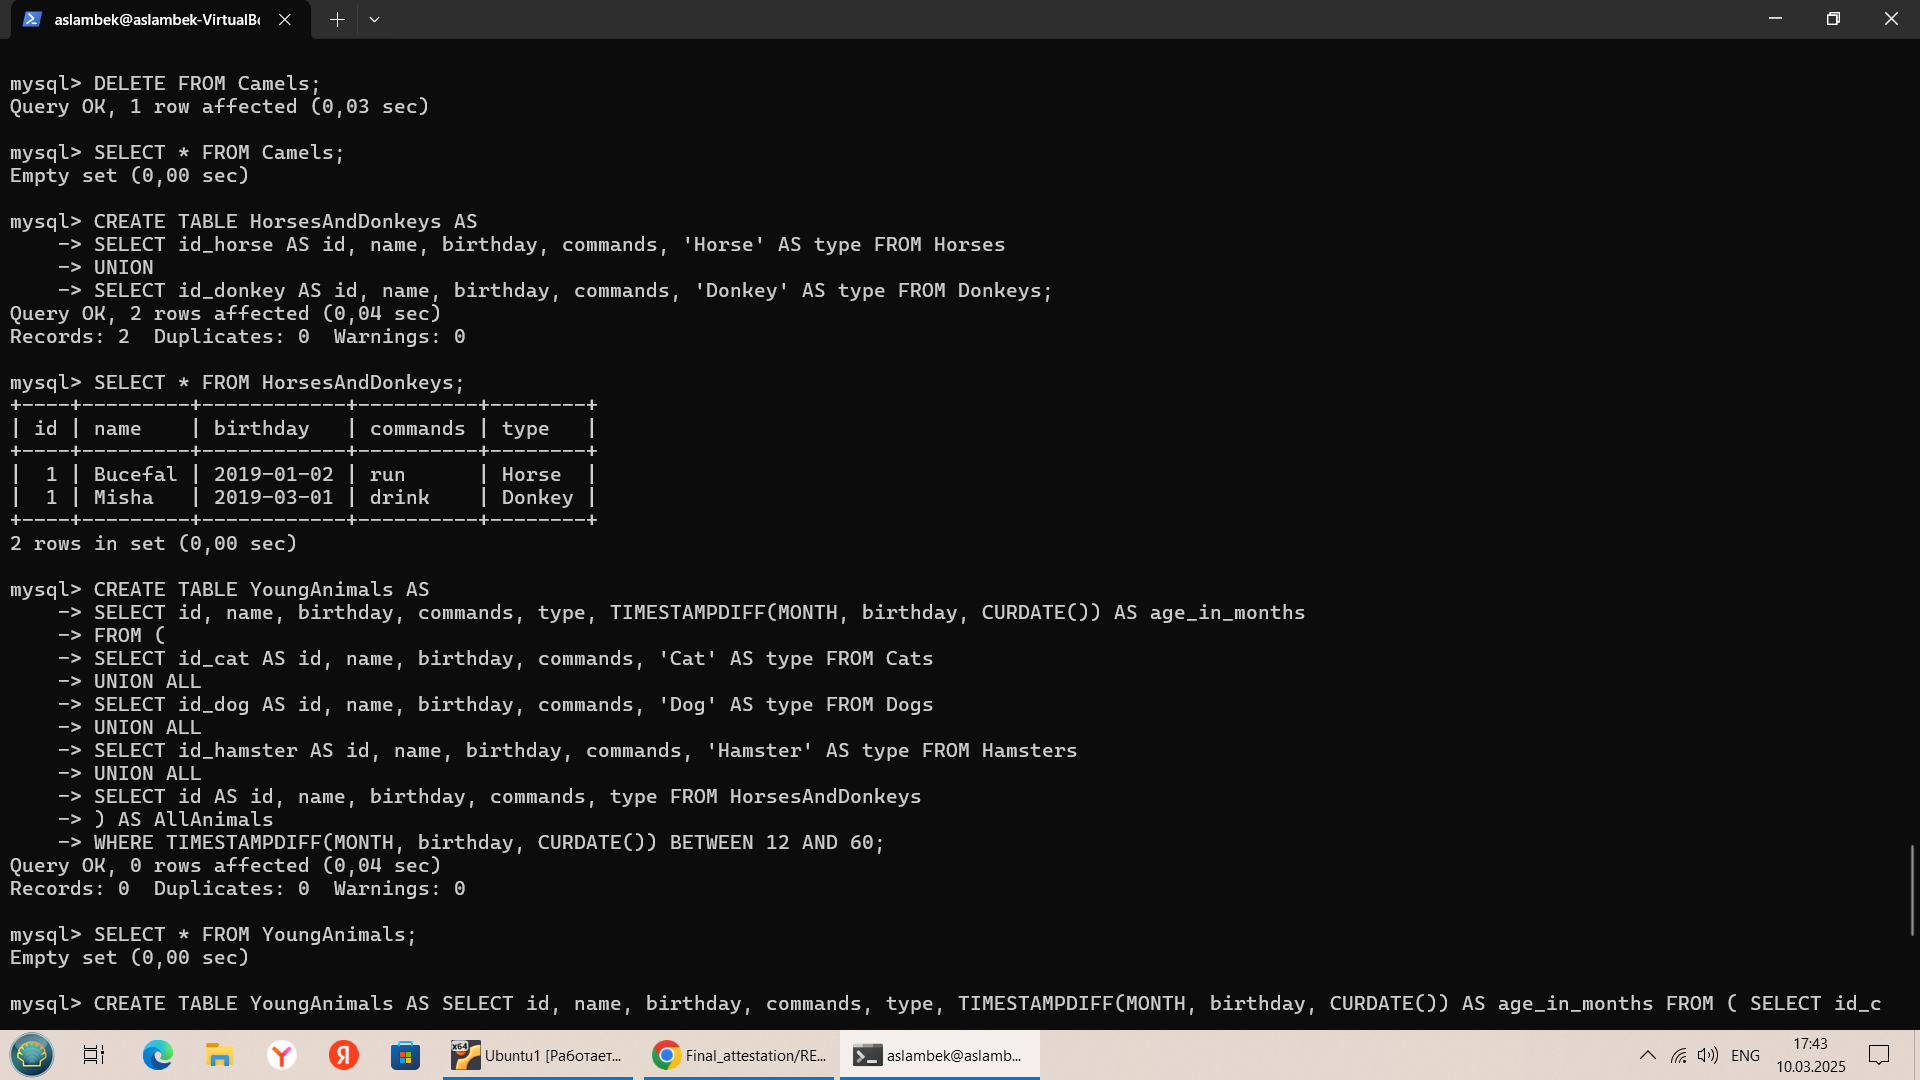 aslambek@aslambek-VirtualBo
mysql> DELETE FROM Camels;
Query OK, 1 row affected (0,03 sec)
mysql> SELECT * FROM Camels;
Empty set (0,00 sec)
mysql> CREATE TABLE HorsesAndDonkeys AS
    -> SELECT id_horse AS id, name, birthday, commands, 'Horse' AS type FROM Horses
    -> UNION
    -> SELECT id_donkey AS id, name, birthday, commands, 'Donkey' AS type FROM Donkeys;
Query OK, 2 rows affected (0,04 sec)
Records: 2  Duplicates: 0  Warnings: 0
mysql> SELECT * FROM HorsesAndDonkeys;
+----+---------+------------+----------+--------+
| id | name    | birthday   | commands | type   |
+----+---------+------------+----------+--------+
|  1 | Bucefal | 2019-01-02 | run      | Horse  |
|  1 | Misha   | 2019-03-01 | drink    | Donkey |
+----+---------+------------+----------+--------+
2 rows in set (0,00 sec)
mysql> CREATE TABLE YoungAnimals AS
    -> SELECT id, name, birthday, commands, type, TIMESTAMPDIFF(MONTH, birthday, CURDATE()) AS age_in_months
    -> FROM (
    -> SELECT id_cat AS id, name, birthday, commands, 'Cat' AS type FROM Cats
    -> UNION ALL
    -> SELECT id_dog AS id, name, birthday, commands, 'Dog' AS type FROM Dogs
    -> UNION ALL
    -> SELECT id_hamster AS id, name, birthday, commands, 'Hamster' AS type FROM Hamsters
    -> UNION ALL
    -> SELECT id AS id, name, birthday, commands, type FROM HorsesAndDonkeys
    -> ) AS AllAnimals
    -> WHERE TIMESTAMPDIFF(MONTH, birthday, CURDATE()) BETWEEN 12 AND 60;
Query OK, 0 rows affected (0,04 sec)
Records: 0  Duplicates: 0  Warnings: 0
mysql> SELECT * FROM YoungAnimals;
Empty set (0,00 sec)
mysql> CREATE TABLE YoungAnimals AS SELECT id, name, birthday, commands, type, TIMESTAMPDIFF(MONTH, birthday, CURDATE()) AS age_in_months FROM ( SELECT id_c
Ubuntu1 [Работает...
Final_attestation/RE...
aslambek@aslamb...
ENG
17:43
10.03.2025